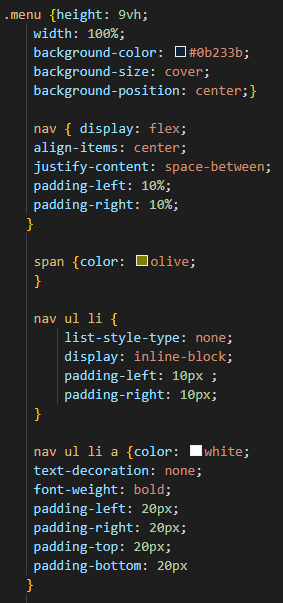 .menu {height: 9vh;
width: 100%;
background-color: #0b233b;
background-size: cover;
background-position: center;}
nav { display: flex;
align-items: center;
justify-content: space-between;
padding-left: 10%;
padding-right: 10%;
}
span {color: olive;
}
nav ul li {
list-style-type: none;
display: inline-block;
padding-left: 10px ;
padding-right: 10px;
}
nav ul li a {color: white;
text-decoration: none;
font-weight: bold;
padding-left: 20px;
padding-right: 20px;
padding-top: 20px;
padding-bottom: 20px
}